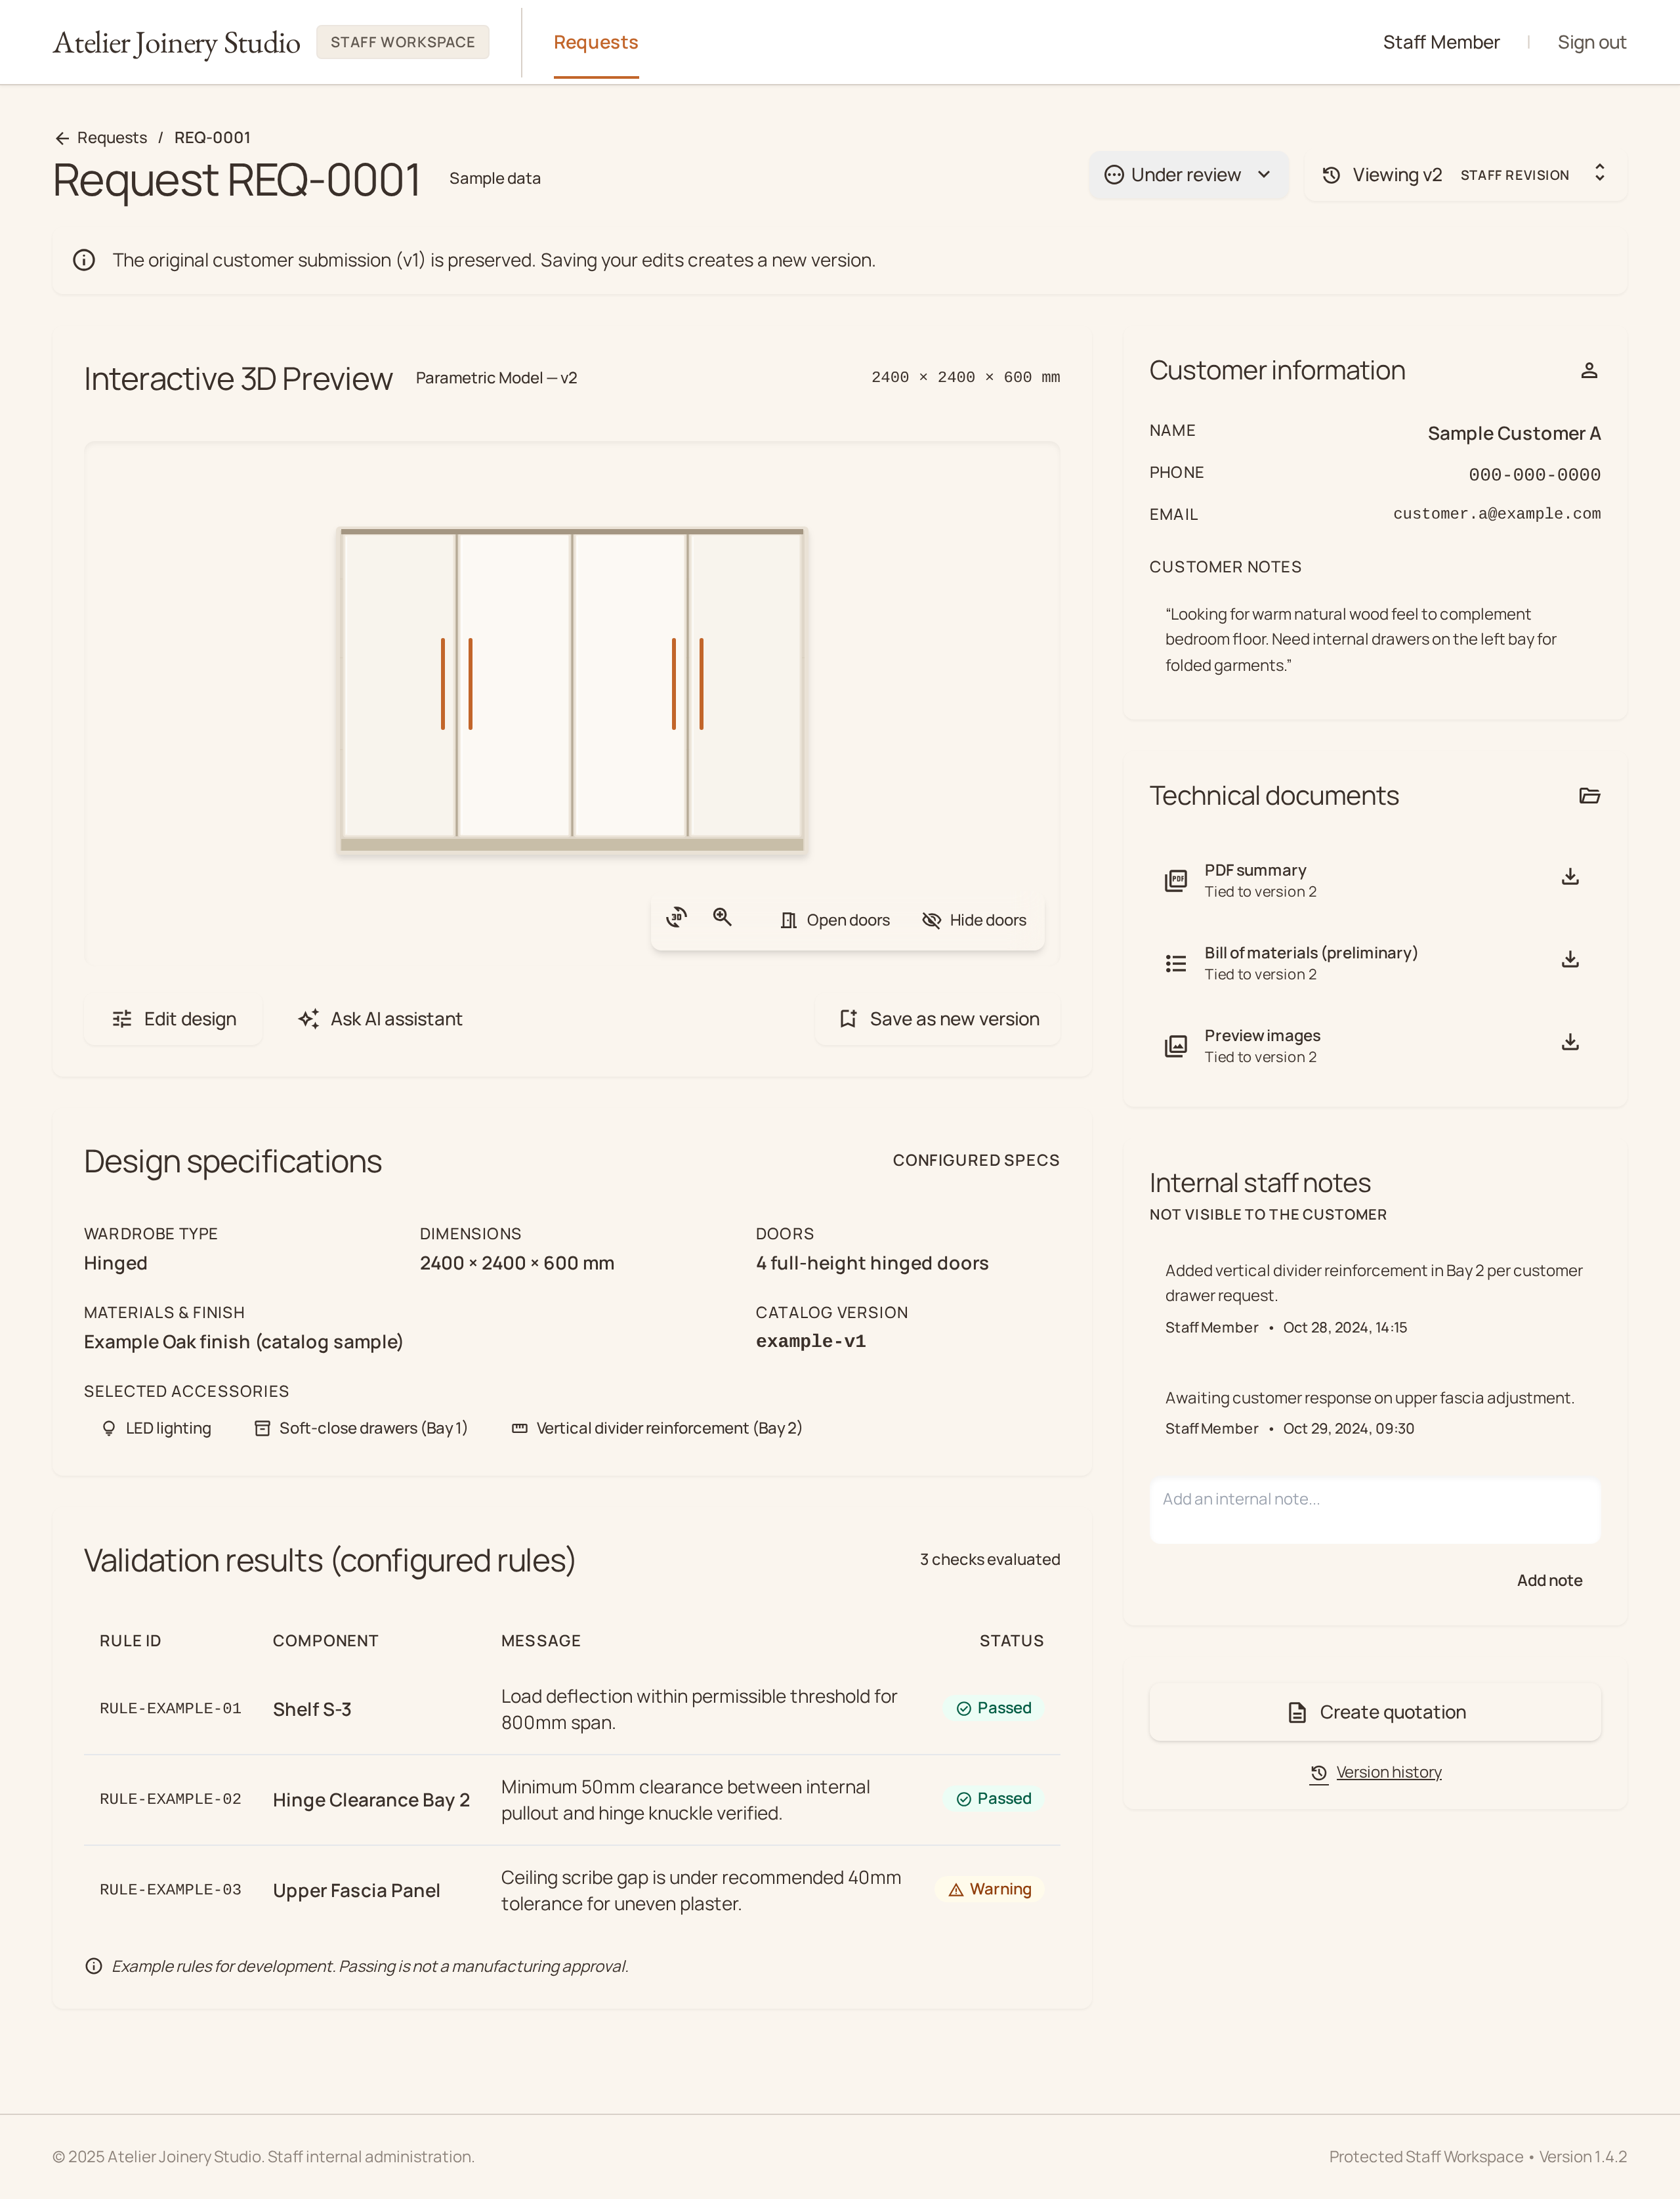 Atelier Joinery Studio
STAFF WORKSPACE
Requests
Staff Member
Sign out
Requests / REQ-0001
Request REQ-0001
Sample data
Under review
Viewing v2
STAFF REVISION
The original customer submission (v1) is preserved. Saving your edits creates a new version.
Interactive 3D Preview
Parametric Model — v2
2400 × 2400 × 600 mm
3D
Open doors
Hide doors
Edit design
Ask AI assistant
Save as new version
Design specifications
CONFIGURED SPECS
WARDROBE TYPE
Hinged
DIMENSIONS
2400 × 2400 × 600 mm
DOORS
4 full-height hinged doors
MATERIALS & FINISH
Example Oak finish (catalog sample)
CATALOG VERSION
example-v1
SELECTED ACCESSORIES
LED lighting
Soft-close drawers (Bay 1)
Vertical divider reinforcement (Bay 2)
Validation results (configured rules)
3 checks evaluated
RULE ID COMPONENT MESSAGE STATUS
RULE-EXAMPLE-01
Shelf S-3
Load deflection within permissible threshold for
800mm span.
Passed
RULE-EXAMPLE-02
Hinge Clearance Bay 2
Minimum 50mm clearance between internal
pullout and hinge knuckle verified.
Passed
RULE-EXAMPLE-03
Upper Fascia Panel
Ceiling scribe gap is under recommended 40mm
tolerance for uneven plaster.
Warning
Example rules for development. Passing is not a manufacturing approval.
Customer information
NAME
Sample Customer A
PHONE
000-000-0000
EMAIL
customer.a@example.com
CUSTOMER NOTES
“Looking for warm natural wood feel to complement
bedroom floor. Need internal drawers on the left bay for
folded garments.”
Technical documents
PDF
PDF summary
Tied to version 2
Bill of materials (preliminary)
Tied to version 2
Preview images
Tied to version 2
Internal staff notes
NOT VISIBLE TO THE CUSTOMER
Added vertical divider reinforcement in Bay 2 per customer
drawer request.
Staff Member • Oct 28, 2024, 14:15
Awaiting customer response on upper fascia adjustment.
Staff Member • Oct 29, 2024, 09:30
Add an internal note...
Add note
Create quotation
Version history
© 2025 Atelier Joinery Studio. Staff internal administration.
Protected Staff Workspace • Version 1.4.2